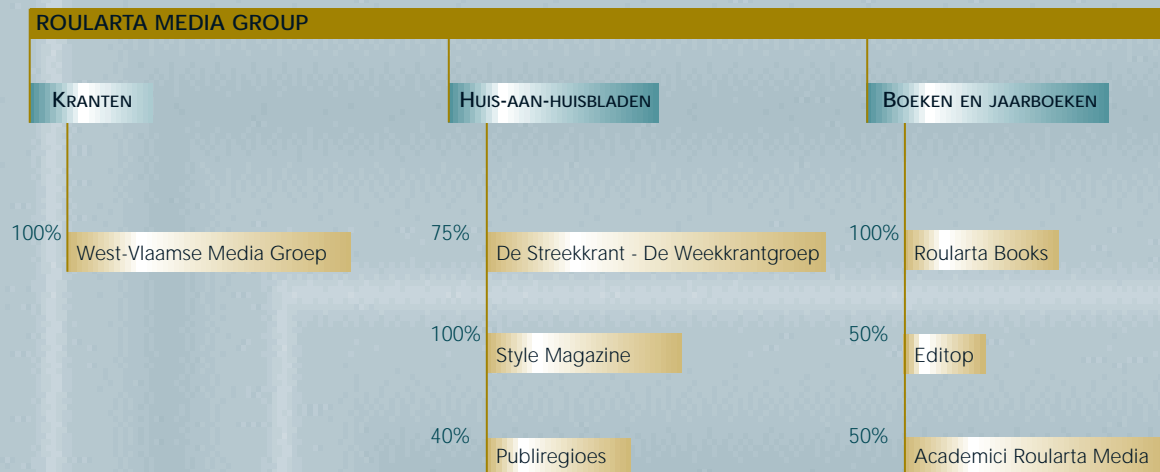 ROULARTA MEDIA GROUP
KRANTEN
100%
West-Vlaamse Media Groep
HUIS-AAN-HUISBLADEN
75%
De Streekkrant - De Weekkrantgroep
100%
Style Magazine
40%
Publiregioes
BOEKEN EN JAARBOEKEN
100%
Roularta Books
50%
Editop
50%
Academici Roularta Media